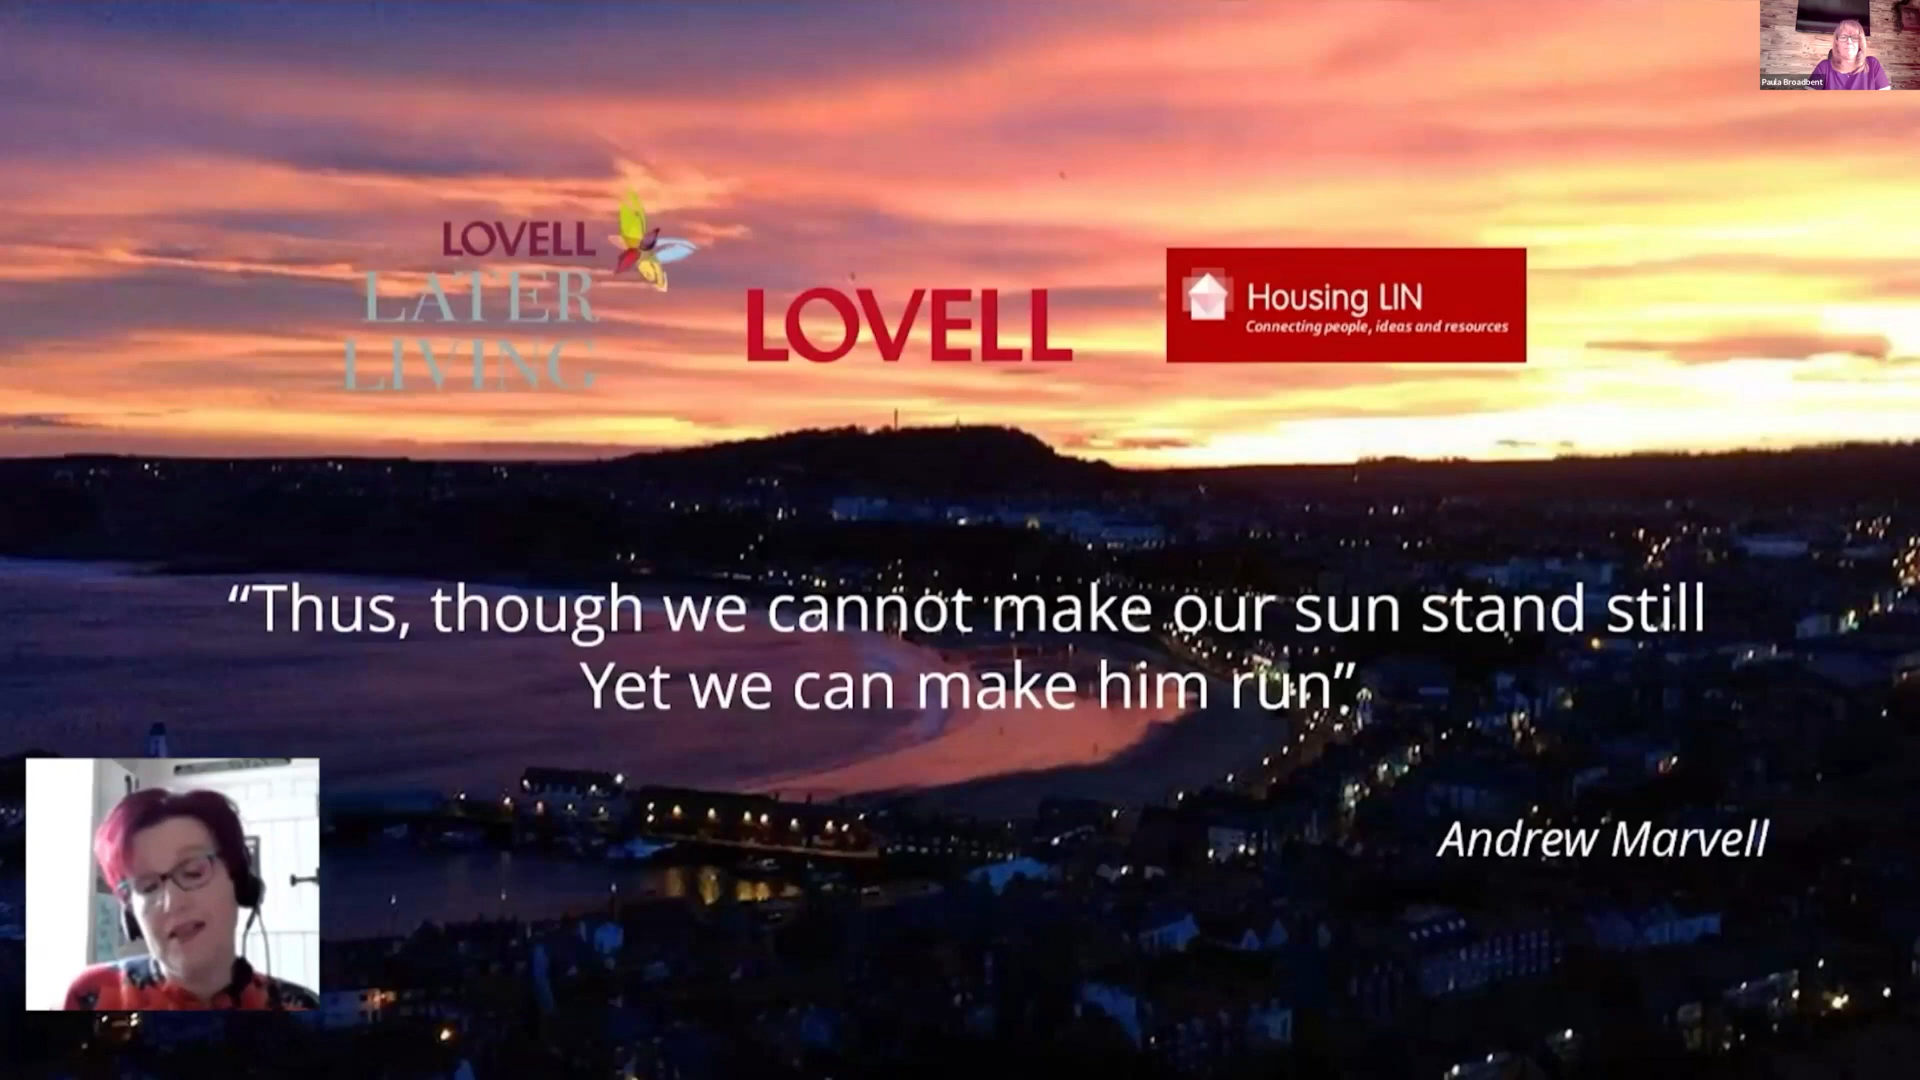 Paula Broadbent
LOVELL
LATER
LIVING
LOVELL
Housing LIN
Connecting people, ideas and resources
“Thus, though we cannot make our sun stand still
Yet we can make him run”
Andrew Marvell